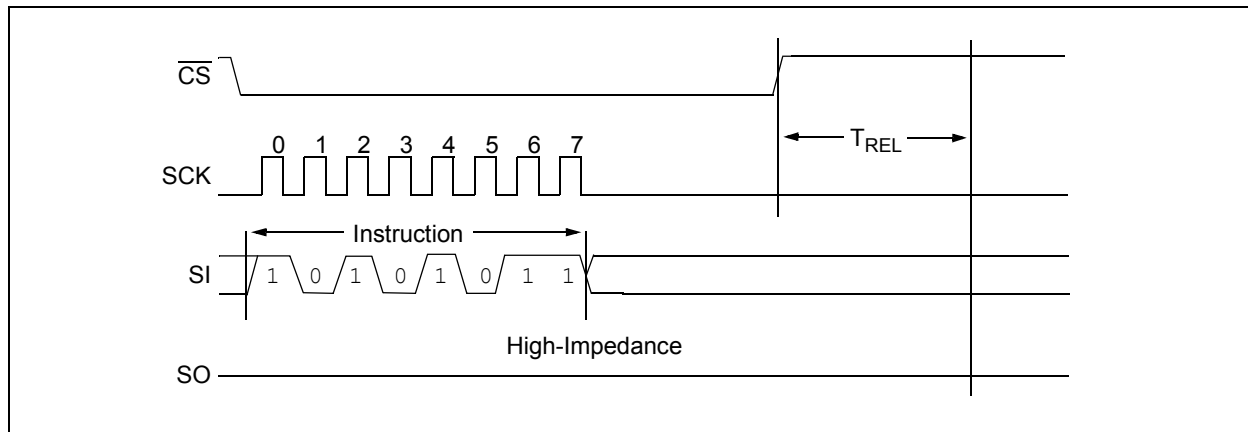 CS
TREL
0 1 2 3 4 5 6 7
SCK
Instruction
SI 1 0 1 0 1 0 1 1
High-Impedance
SO